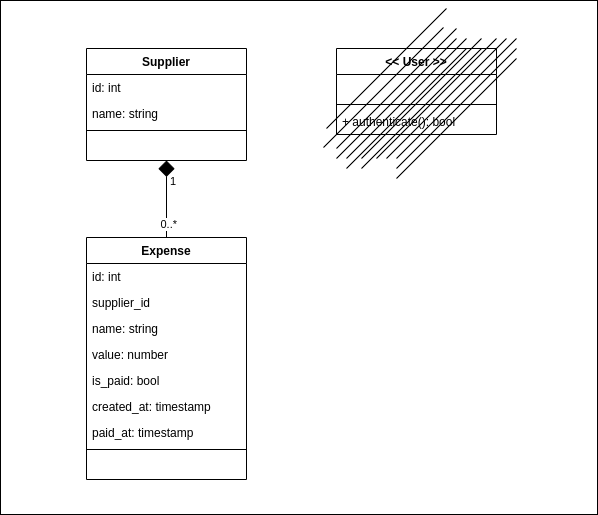 Supplier
id: int
name: string
1
0..*
Expense
id: int
supplier_id
name: string
value: number
is_paid: bool
created_at: timestamp
paid_at: timestamp
<< User >>
+ authenticate(): bool